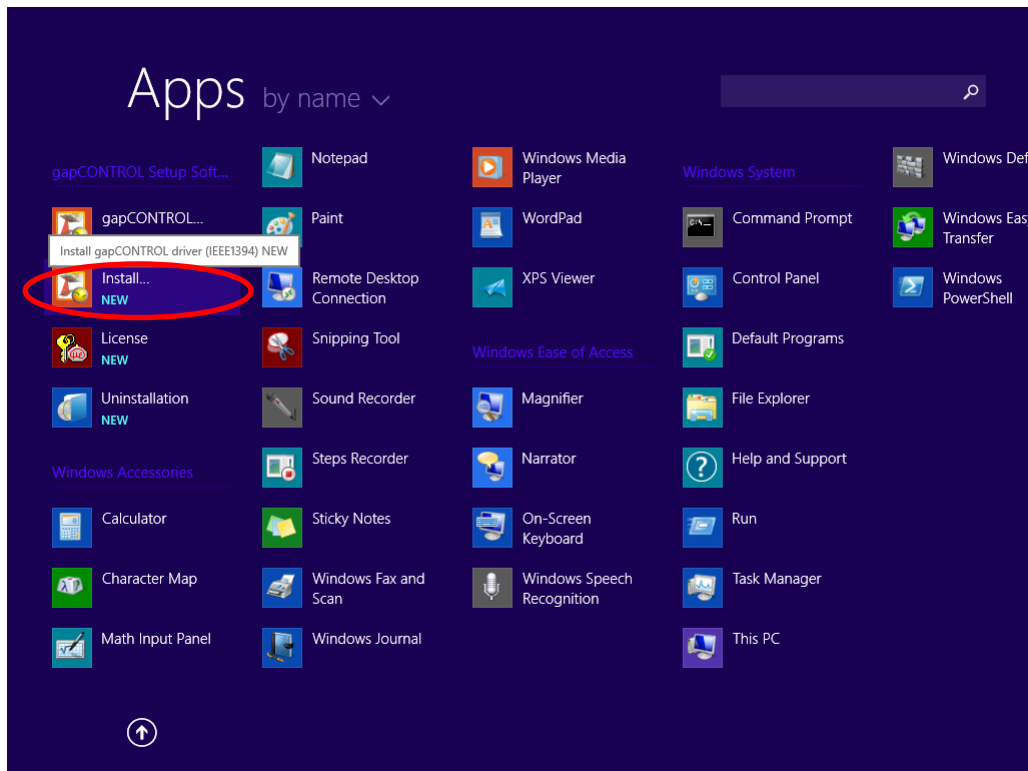 Apps by name
gapCONTROL Setup Soft...
gapCONTROL...
Install gapCONTROL driver (IEEE1394) NEW
Install...
NEW
License
NEW
Uninstallation
NEW
Windows Accessories
Calculator
Character Map
Math Input Panel
Notepad
Paint
Remote Desktop
Connection
Snipping Tool
Sound Recorder
Steps Recorder
Sticky Notes
Windows Fax and
Scan
Windows Journal
Windows Media
Player
WordPad
XPS Viewer
Windows Ease of Access
Magnifier
Narrator
On-Screen
Keyboard
Windows Speech
Recognition
Windows System
Command Prompt
Control Panel
Default Programs
File Explorer
Help and Support
Run
Task Manager
This PC
Windows Def
Windows Eas
Transfer
Windows
PowerShell